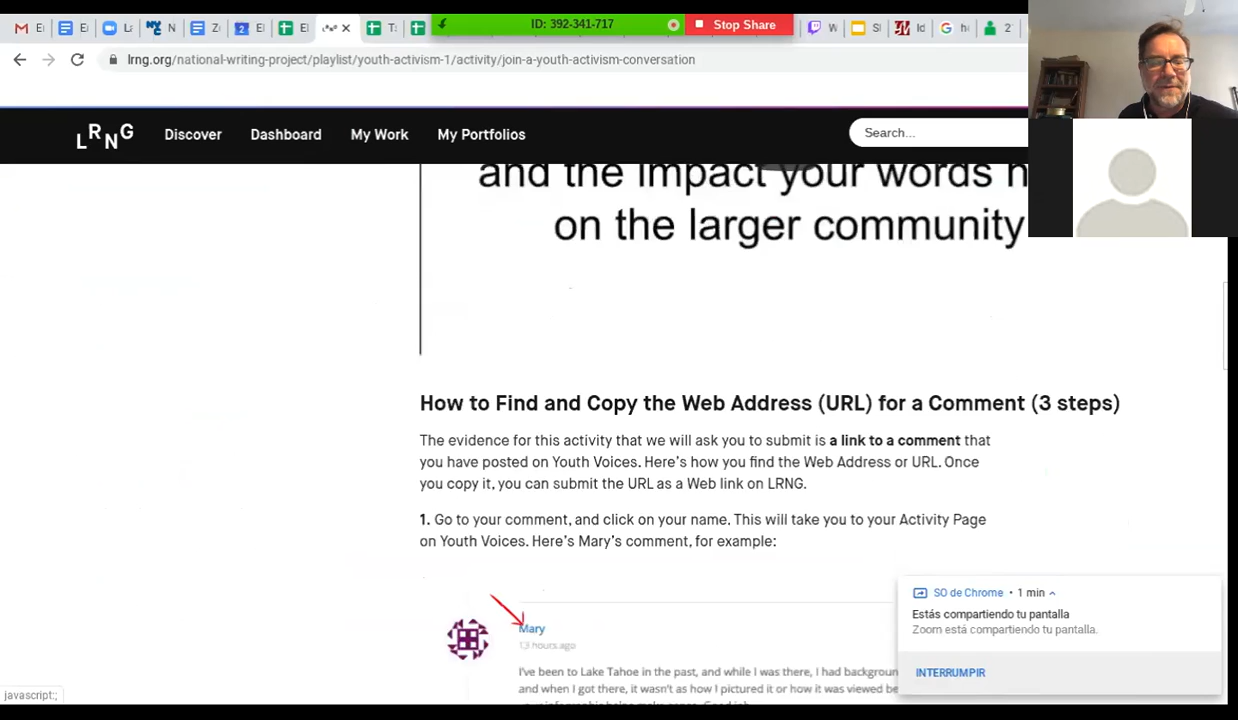 ID: 392-341-717
Stop Share
lrng.org/national-writing-project/playlist/youth-activism-1/activity/join-a-youth-activism-conversation
LRNG
Discover
Dashboard
My Work
My Portfolios
Search...
and the impact your words
on the larger community
How to Find and Copy the Web Address (URL) for a Comment (3 steps)
The evidence for this activity that we will ask you to submit is a link to a comment that
you have posted on Youth Voices. Here's how you find the Web Address or URL. Once
you copy it, you can submit the URL as a Web link on LRNG.
1. Go to your comment, and click on your name. This will take you to your Activity Page
on Youth Voices. Here's Mary's comment, for example:
Mary
13 hours ago
I've been to Lake Tahoe in the past, and while I was there, I had
and when I got there, it wasn't as how I pictured it or how it was viewed
SO de Chrome • 1 min
Estás compartiendo tu pantalla
Zoom está compartiendo tu pantalla.
INTERRUMPIR
javascript:;